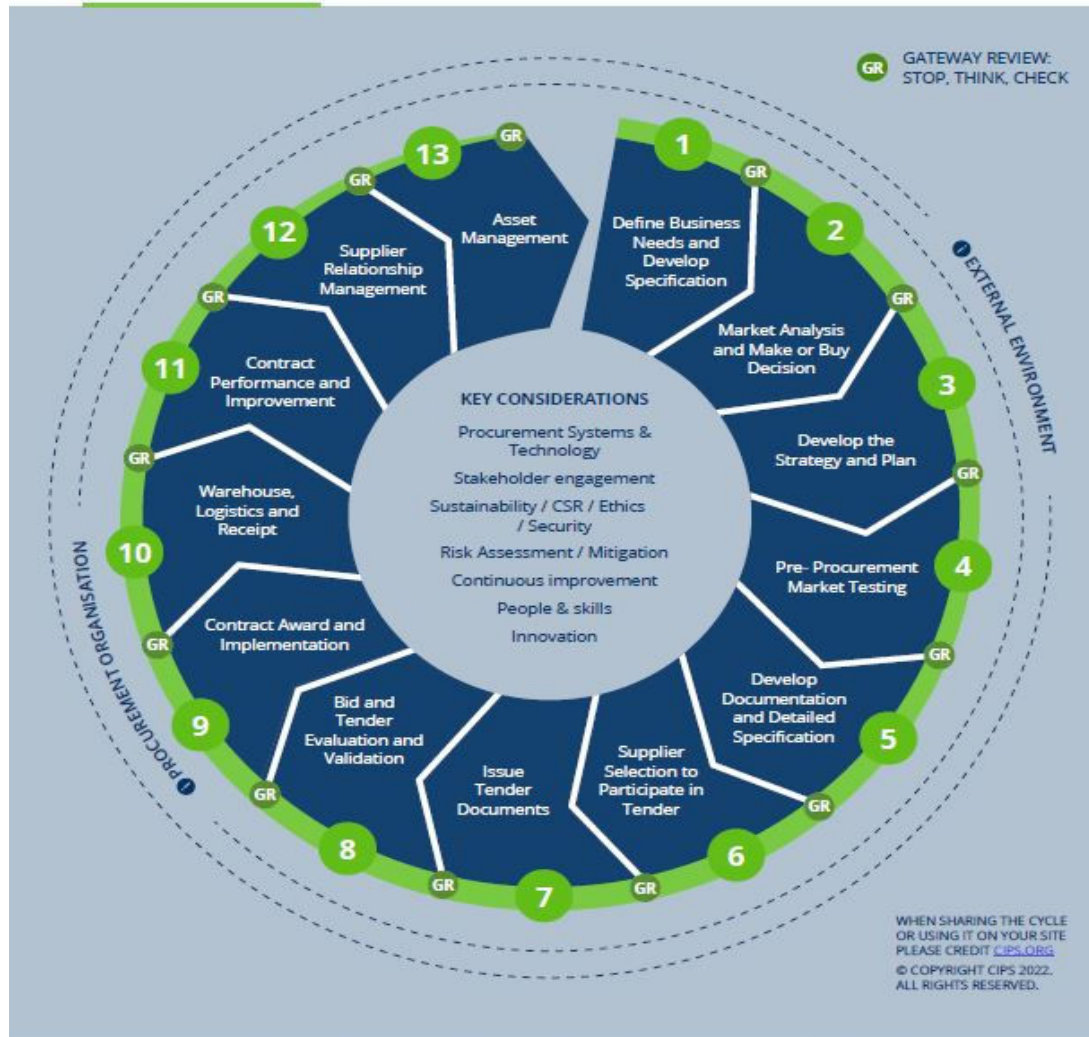 GR
GATEWAY REVIEW:
STOP, THINK, CHECK
1
Define Business
Needs and
Develop
Specification
GR
2
Market Analysis
and Make or Buy
Decision
GR
3
Develop the
Strategy and Plan
GR
4
Pre- Procurement
Market Testing
GR
5
Develop
Documentation
and Detailed
Specification
GR
6
Supplier
Selection to
Participate in
Tender
GR
7
Issue
Tender
Documents
GR
8
Bid and
Tender
Evaluation and
Validation
GR
9
Contract Award and
Implementation
GR
10
Warehouse,
Logistics and
Receipt
GR
11
Contract
Performance and
Improvement
GR
12
Supplier
Relationship
Management
GR
13
Asset
Management
GR
KEY CONSIDERATIONS
Procurement Systems &
Technology
Stakeholder engagement
Sustainability / CSR / Ethics
/ Security
Risk Assessment / Mitigation
Continuous improvement
People & skills
Innovation
i EXTERNAL ENVIRONMENT
i PROCUREMENT ORGANISATION
WHEN SHARING THE CYCLE
OR USING IT ON YOUR SITE
PLEASE CREDIT CIPS.ORG
© COPYRIGHT CIPS 2022.
ALL RIGHTS RESERVED.